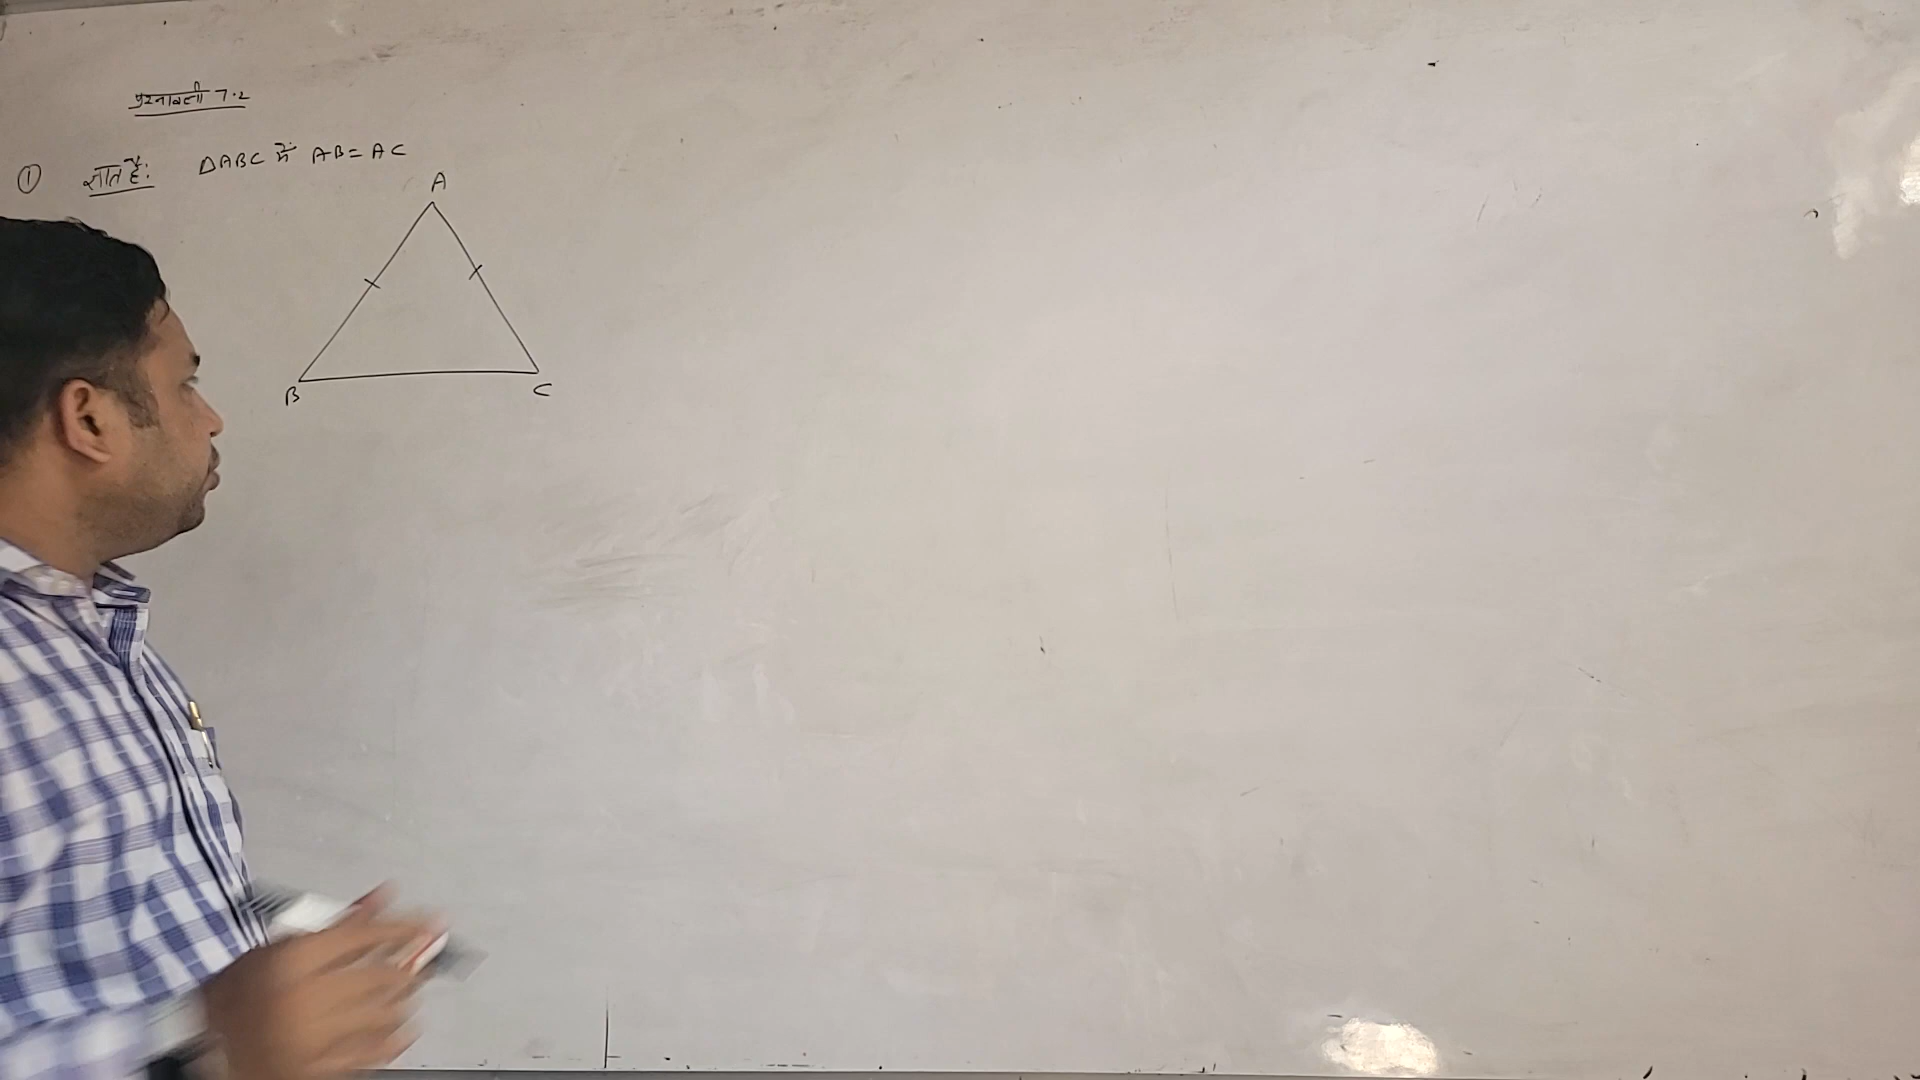 प्रश्नावली 7.2
① ज्ञात है: ΔABC में AB = AC
A
B
C